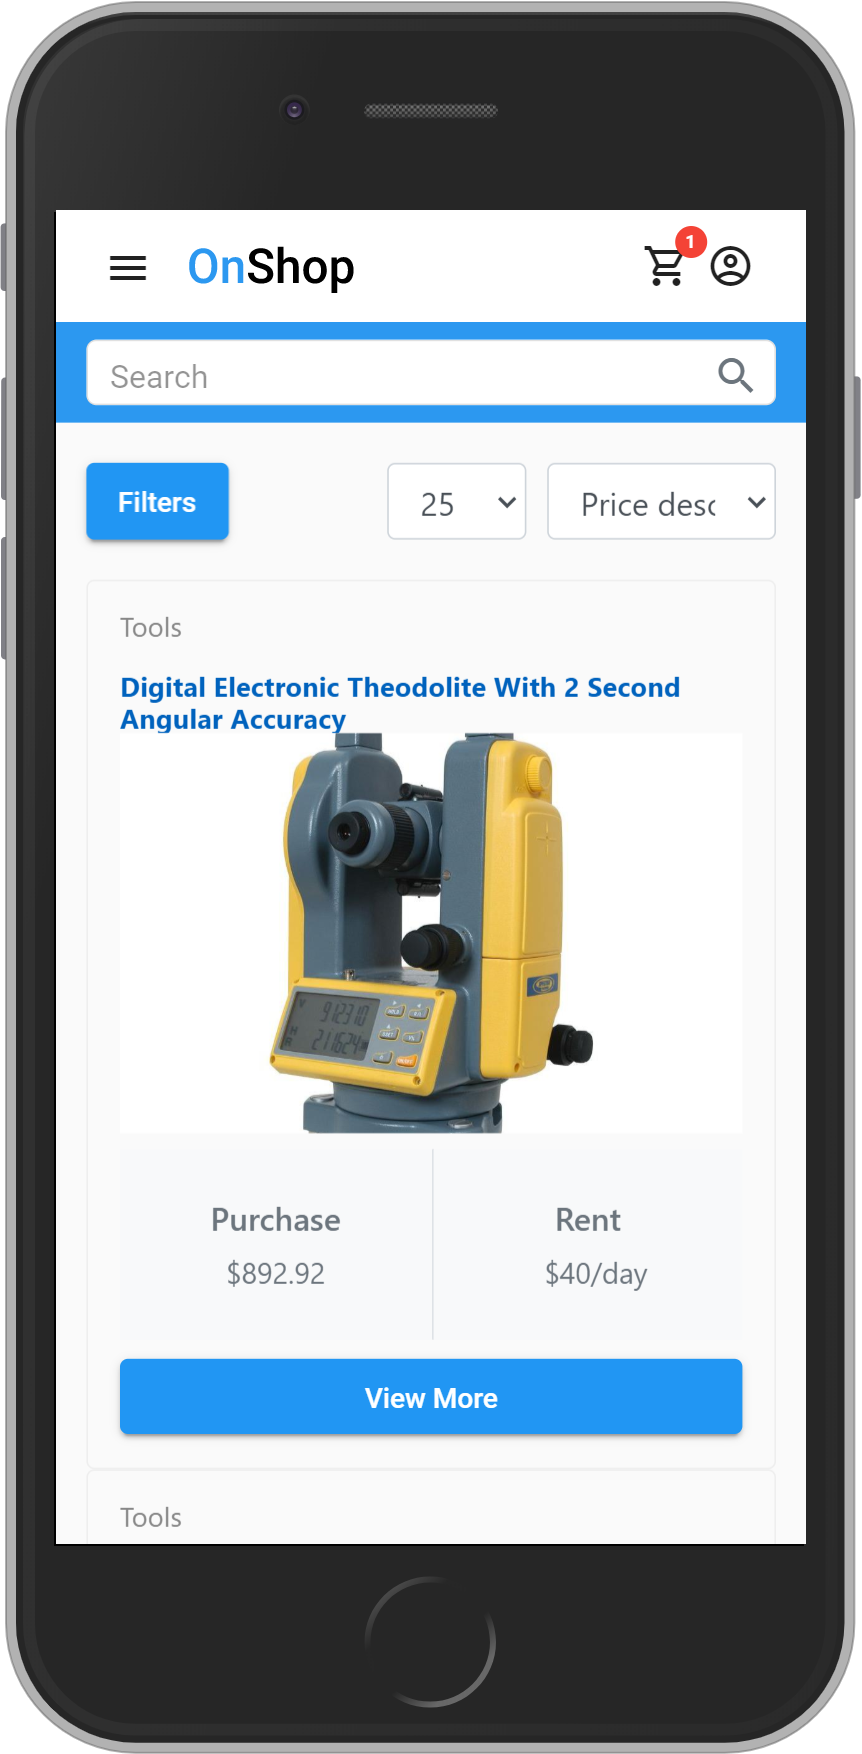 OnShop
1
Search
Filters
25
Price desc
Tools
Digital Electronic Theodolite With 2 Second
Angular Accuracy
Purchase
Rent
$892.92
$40/day
View More
Tools